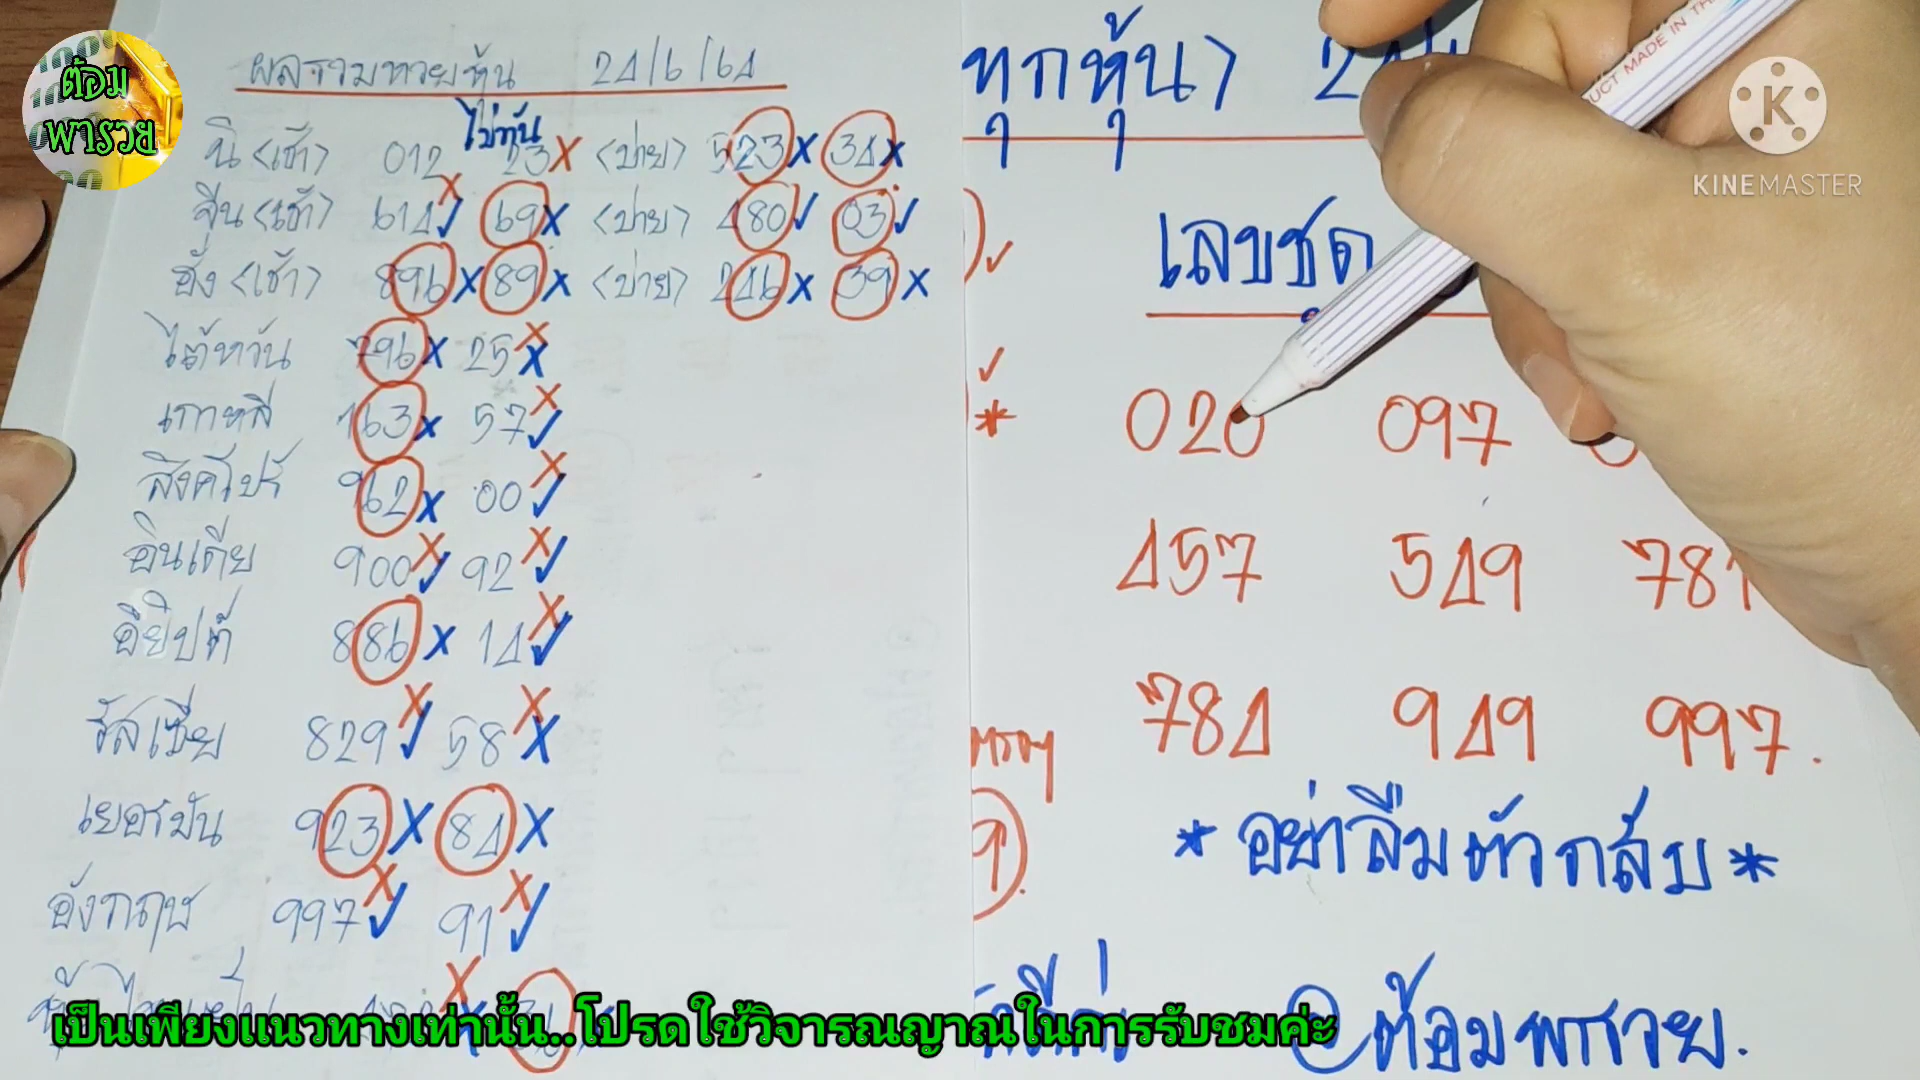 ต้อม
พารวย
ผลรวมหวยหุ้น 24/6/64
ไม่ทัน
นิ <เช้า> 012 23 x <บ่าย> 523 x 34 x
จีน <เช้า> 614 69 x <บ่าย> 480 03
ฮั่ง <เช้า> 896 x 89 x <บ่าย> 246 x 39 x
ไต้หวัน 796 x 25 x
เกาหลี 163 x 57 x
สิงคโปร์ 962 x 00 x
อินเดีย 900 x 92 x
อียิปต์ 886 x 14 x
รัสเซีย 829 x 58 x
เยอรมัน 923 x 84 x
อังกฤษ 997 x 91 x
ทุกหุ้น>
เลขชุด
* 020 097
457 549 781
784 949 997.
* อย่าลืมตัวกลับ *
@ต้อมพารวย.
เป็นเพียงแนวทางเท่านั้น..โปรดใช้วิจารณญาณในการรับชมค่ะ
K
KINEMASTER